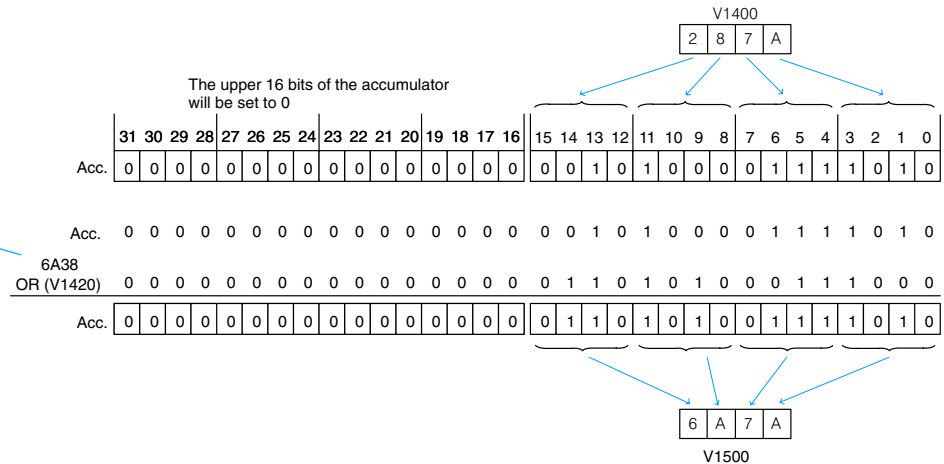 V1400
2 8 7 A
The upper 16 bits of the accumulator
will be set to 0
31 30 29 28 27 26 25 24 23 22 21 20 19 18 17 16 15 14 13 12 11 10 9 8 7 6 5 4 3 2 1 0
Acc. 0 0 0 0 0 0 0 0 0 0 0 0 0 0 0 0 0 0 1 0 1 0 0 0 0 1 1 1 1 0 1 0
Acc. 0 0 0 0 0 0 0 0 0 0 0 0 0 0 0 0 0 0 1 0 1 0 0 0 0 1 1 1 1 0 1 0
6A38
OR (V1420) 0 0 0 0 0 0 0 0 0 0 0 0 0 0 0 0 0 1 1 0 1 0 1 0 0 0 1 1 1 0 0 0
Acc. 0 0 0 0 0 0 0 0 0 0 0 0 0 0 0 0 0 1 1 0 1 0 1 0 0 1 1 1 1 0 1 0
6 A 7 A
V1500